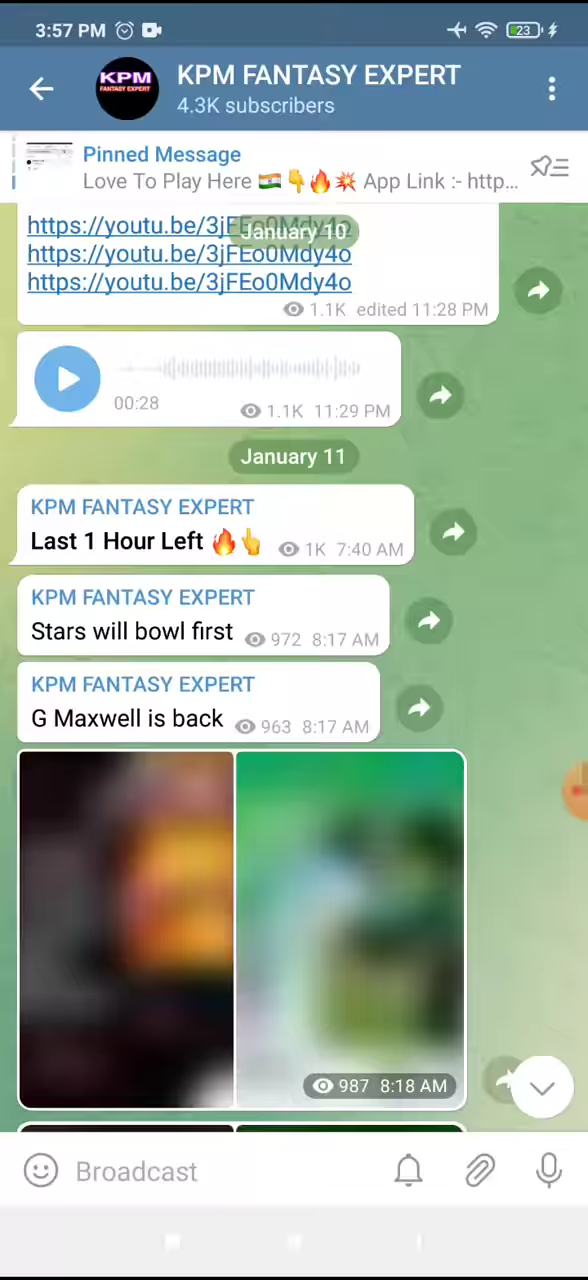 3:57 PM
23
KPM
FANTASY EXPERT
KPM FANTASY EXPERT
4.3K subscribers
Pinned Message
Love To Play Here 🇮🇳👇🔥💥 App Link :- http...
January 10
https://youtu.be/3jFEo0Mdy4o
https://youtu.be/3jFEo0Mdy4o
https://youtu.be/3jFEo0Mdy4o
1.1K edited 11:28 PM
00:28
1.1K 11:29 PM
January 11
KPM FANTASY EXPERT
Last 1 Hour Left 🔥👆 1K 7:40 AM
KPM FANTASY EXPERT
Stars will bowl first 972 8:17 AM
KPM FANTASY EXPERT
G Maxwell is back 963 8:17 AM
987 8:18 AM
Broadcast